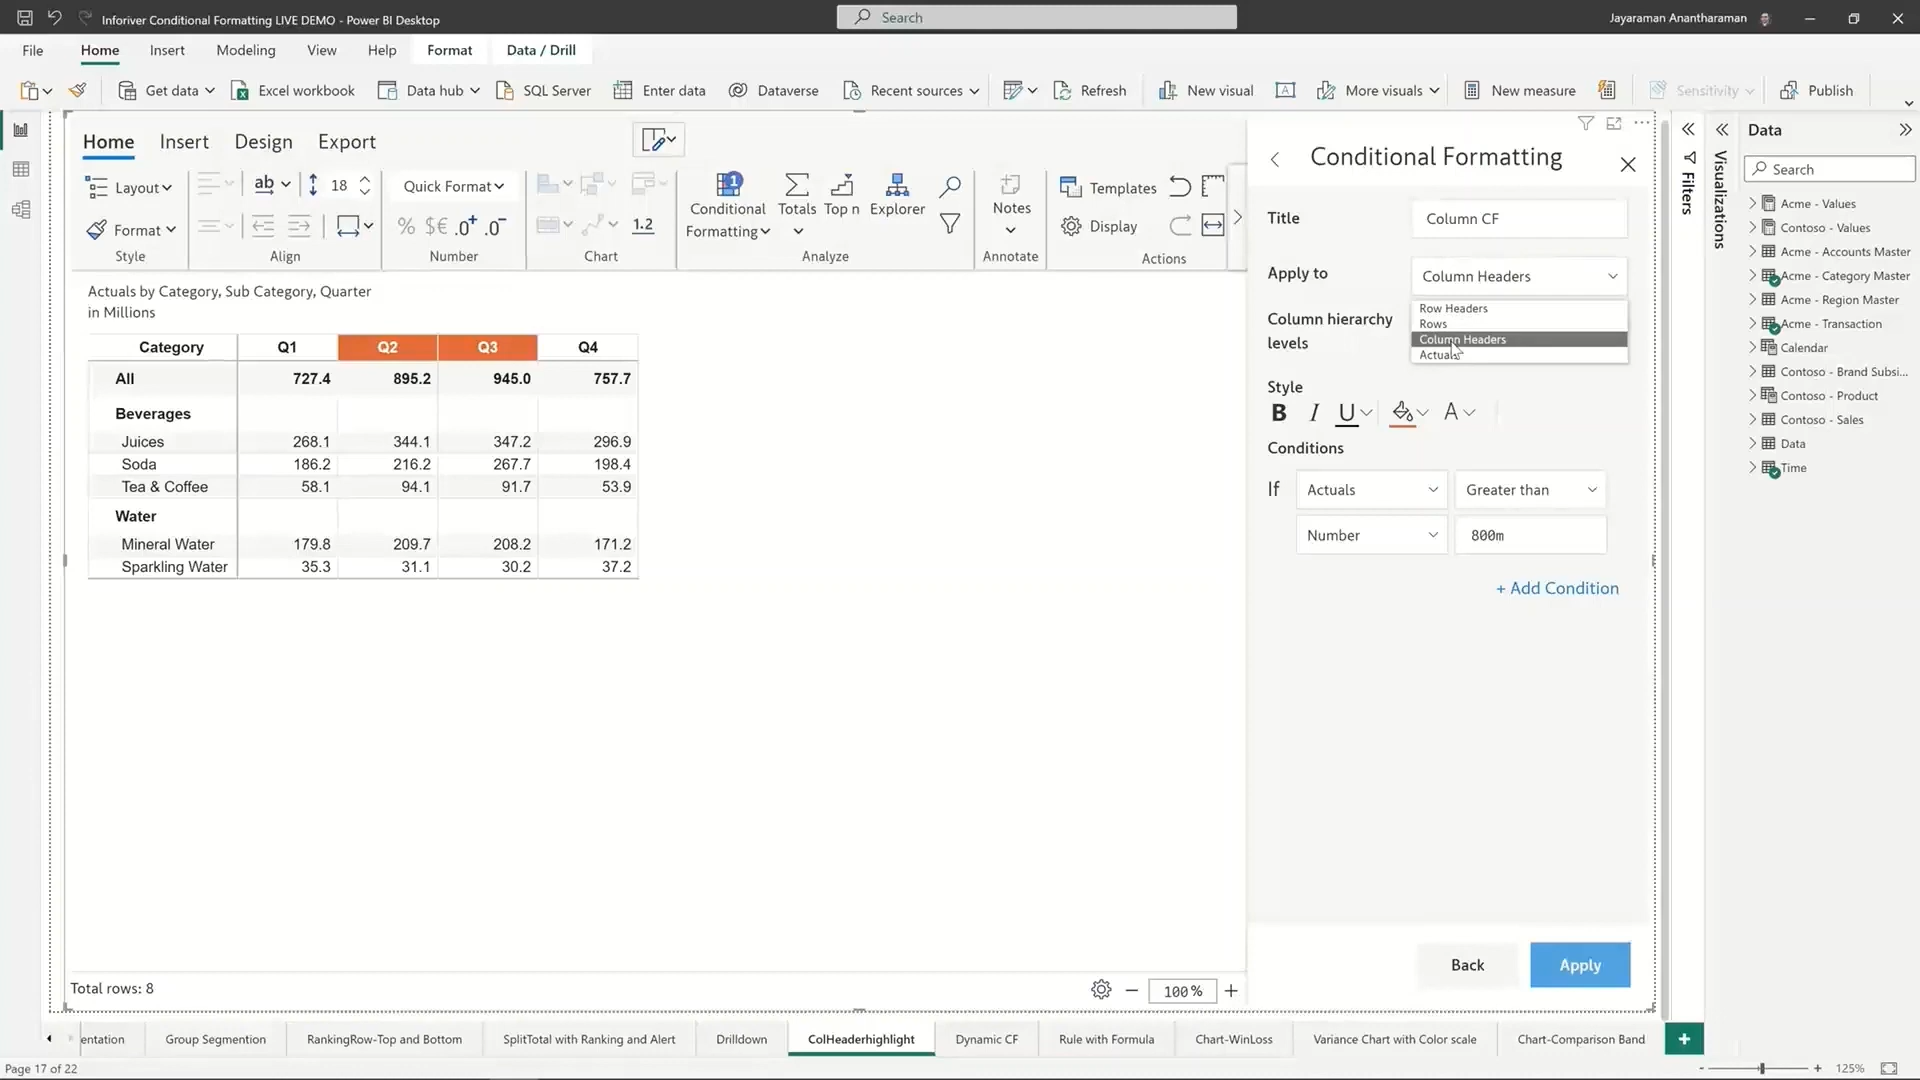 Inforiver Conditional Formatting LIVE DEMO - Power BI Desktop
Search
Jayaraman Anantharaman
File Home Insert Modeling View Help Format Data / Drill
Get data Excel workbook Data hub SQL Server Enter data Dataverse Recent sources Refresh New visual More visuals New measure Sensitivity Publish
Home Insert Design Export
Layout ab 18 Quick Format
Format % $€ .0+ .0- 1.2
Conditional Formatting 1
Totals Top n Explorer
Notes
Templates
Display
Style Align Number Chart Analyze Annotate Actions
Actuals by Category, Sub Category, Quarter
in Millions
Category Q1 Q2 Q3 Q4
All 727.4 895.2 945.0 757.7
Beverages
Juices 268.1 344.1 347.2 296.9
Soda 186.2 216.2 267.7 198.4
Tea & Coffee 58.1 94.1 91.7 53.9
Water
Mineral Water 179.8 209.7 208.2 171.2
Sparkling Water 35.3 31.1 30.2 37.2
Total rows: 8
100 %
Conditional Formatting
Title Column CF
Apply to Column Headers
Row Headers
Rows
Column Headers
Actuals
Column hierarchy
levels
Style
B I U A
Conditions
If Actuals Greater than
Number 800m
+ Add Condition
Back Apply
Filters
Visualizations
Data
Search
Acme - Values
Contoso - Values
Acme - Accounts Master
Acme - Category Master
Acme - Region Master
Acme - Transaction
Calendar
Contoso - Brand Subsi...
Contoso - Product
Contoso - Sales
Data
Time
entation Group Segmention RankingRow-Top and Bottom SplitTotal with Ranking and Alert Drilldown ColHeaderhighlight Dynamic CF Rule with Formula Chart-WinLoss Variance Chart with Color scale Chart-Comparison Band
Page 17 of 22
125%